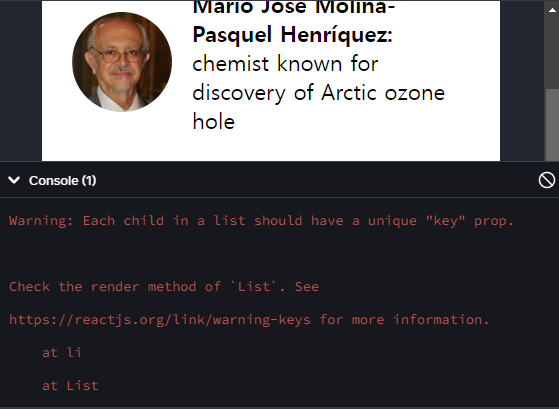 Mario José Molina-
Pasquel Henríquez:
chemist known for
discovery of Arctic ozone
hole
Console (1)
Warning: Each child in a list should have a unique "key" prop.
Check the render method of `List`. See
https://reactjs.org/link/warning-keys for more information.
at li
at List